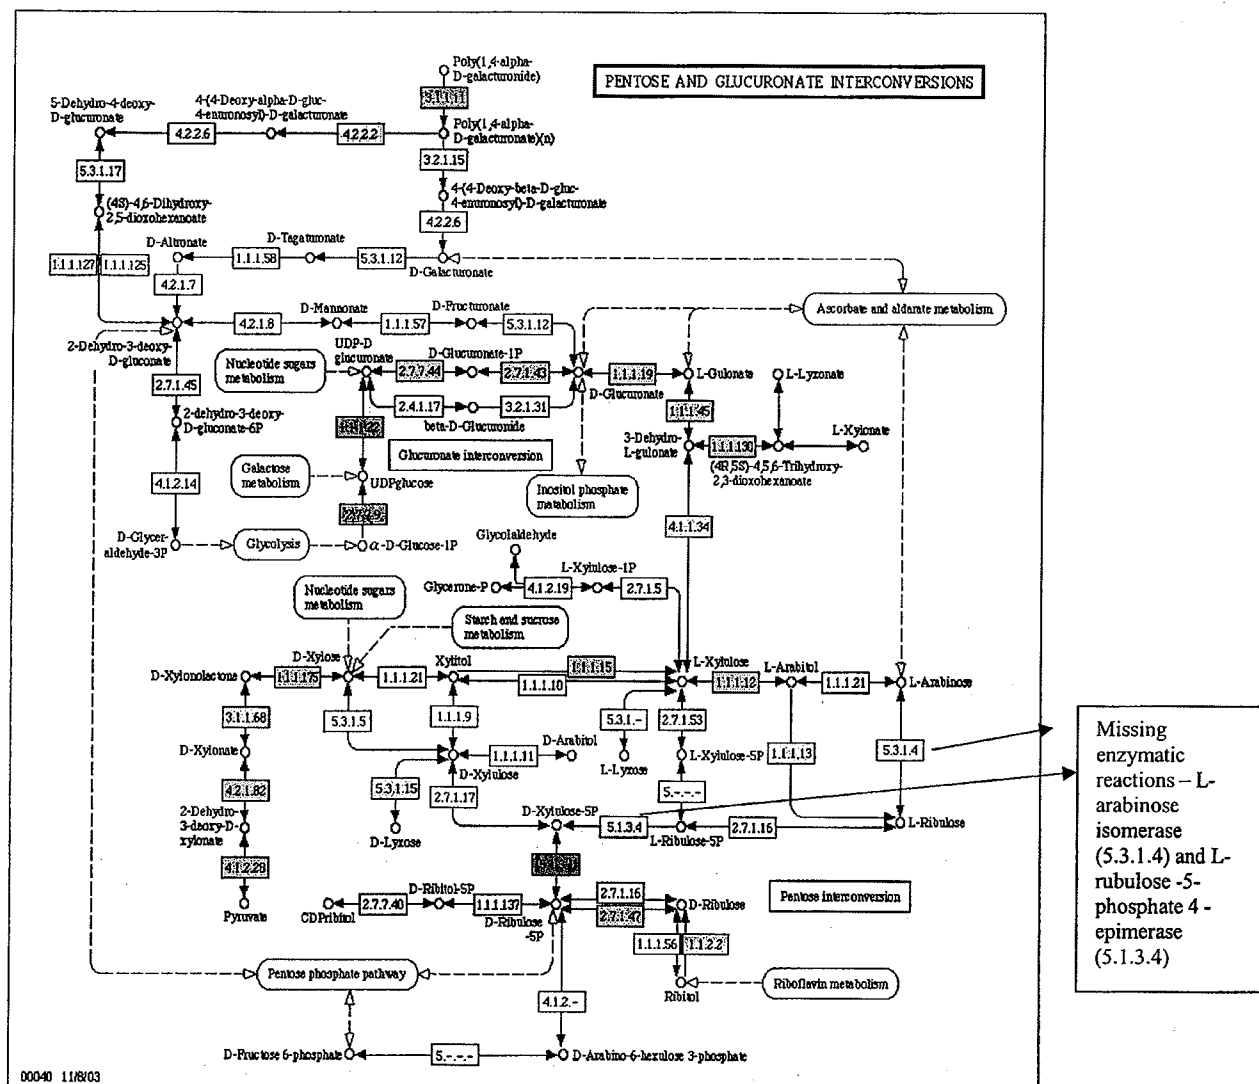 PENTOSE AND GLUCURONATE INTERCONVERSIONS
Poly(1,4-alpha-
D-galacturonide)
3.1.1.11
5-Dehydro-4-deoxy-
D-glucuronate
4-(4-Deoxy-alpha-D-gluc-
4-enuronosyl)-D-galacturonate
4.2.2.6
4.2.2.2
Poly(1,4-alpha-
D-galacturonate)(n)
3.2.1.15
5.3.1.17
4-(4-Deoxy-beta-D-gluc-
4-enuronosyl)-D-galacturonate
(4S)-4,6-Dihydroxy-
2,5-dioxohexanoate
4.2.2.6
D-Altronate
D-Tagaturonate
1.1.1.127
1.1.1.125
1.1.1.58
5.3.1.12
D-Galacturonate
4.2.1.7
D-Mannonate
D-Fructuronate
Ascorbate and aldarate metabolism
4.2.1.8
1.1.1.57
5.3.1.12
2-Dehydro-3-deoxy-
D-gluconate
Nucleotide sugars
metabolism
UDP-D
glucuronate
D-Glucuronate-1P
2.7.7.44
2.7.1.43
1.1.1.19
D-Glucuronate
L-Gulonate
L-Lyxonate
2.7.1.45
2.4.1.17
3.2.1.31
beta-D-Glucuronide
1.1.1.45
2-dehydro-3-deoxy-
D-gluconate-6P
1.1.1.22
Glucuronate interconversion
3-Dehydro-
L-gulonate
1.1.1.130
L-Xylonate
(4R,5S)-4,5,6-Trihydroxy-
2,3-dioxohexanoate
Galactose
metabolism
UDPglucose
Inositol phosphate
metabolism
4.1.2.14
2.7.7.9
4.1.1.34
D-Glycer-
aldehyde-3P
Glycolysis
α-D-Glucose-1P
Glycolaldehyde
L-Xylulose-1P
Glycerone-P
4.1.2.19
2.7.1.5
Nucleotide sugars
metabolism
Starch and sucrose
metabolism
D-Xylonolactone
D-Xylose
Xylitol
L-Xylulose
L-Arabitol
L-Arabinose
1.1.1.175
1.1.1.21
1.1.1.15
1.1.1.10
1.1.1.12
1.1.1.21
3.1.1.68
5.3.1.5
1.1.1.9
5.3.1.-
2.7.1.53
1.1.1.13
5.3.1.4
D-Xylonate
D-Arabitol
1.1.1.11
D-Xylulose
L-Lyxose
L-Xylulose-5P
4.2.1.82
5.3.1.15
2.7.1.17
5.-.-.-
2-Dehydro-
3-deoxy-D-
xylonate
D-Lyxose
D-Xylulose-5P
5.1.3.4
L-Ribulose-5P
2.7.1.16
L-Ribulose
4.1.2.28
Pyruvate
CDPribitol
2.7.7.40
D-Ribitol-5P
1.1.1.137
D-Ribulose
-5P
2.7.1.16
2.7.1.47
D-Ribulose
Pentose interconversion
1.1.1.56
1.1.2.2
Pentose phosphate pathway
Ribitol
Riboflavin metabolism
4.1.2.-
D-Fructose 6-phosphate
5.-.-.-
D-Arabino-6-hexulose 3-phosphate
00040 11/8/03
Missing
enzymatic
reactions – L-
arabinose
isomerase
(5.3.1.4) and L-
rubulose -5-
phosphate 4 -
epimerase
(5.1.3.4)